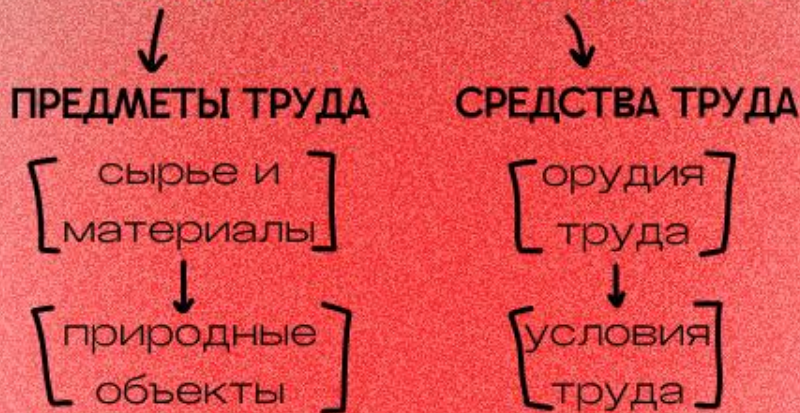 ПРЕДМЕТЫ ТРУДА
сырье и
материалы
природные
объекты
СРЕДСТВА ТРУДА
орудия
труда
условия
труда